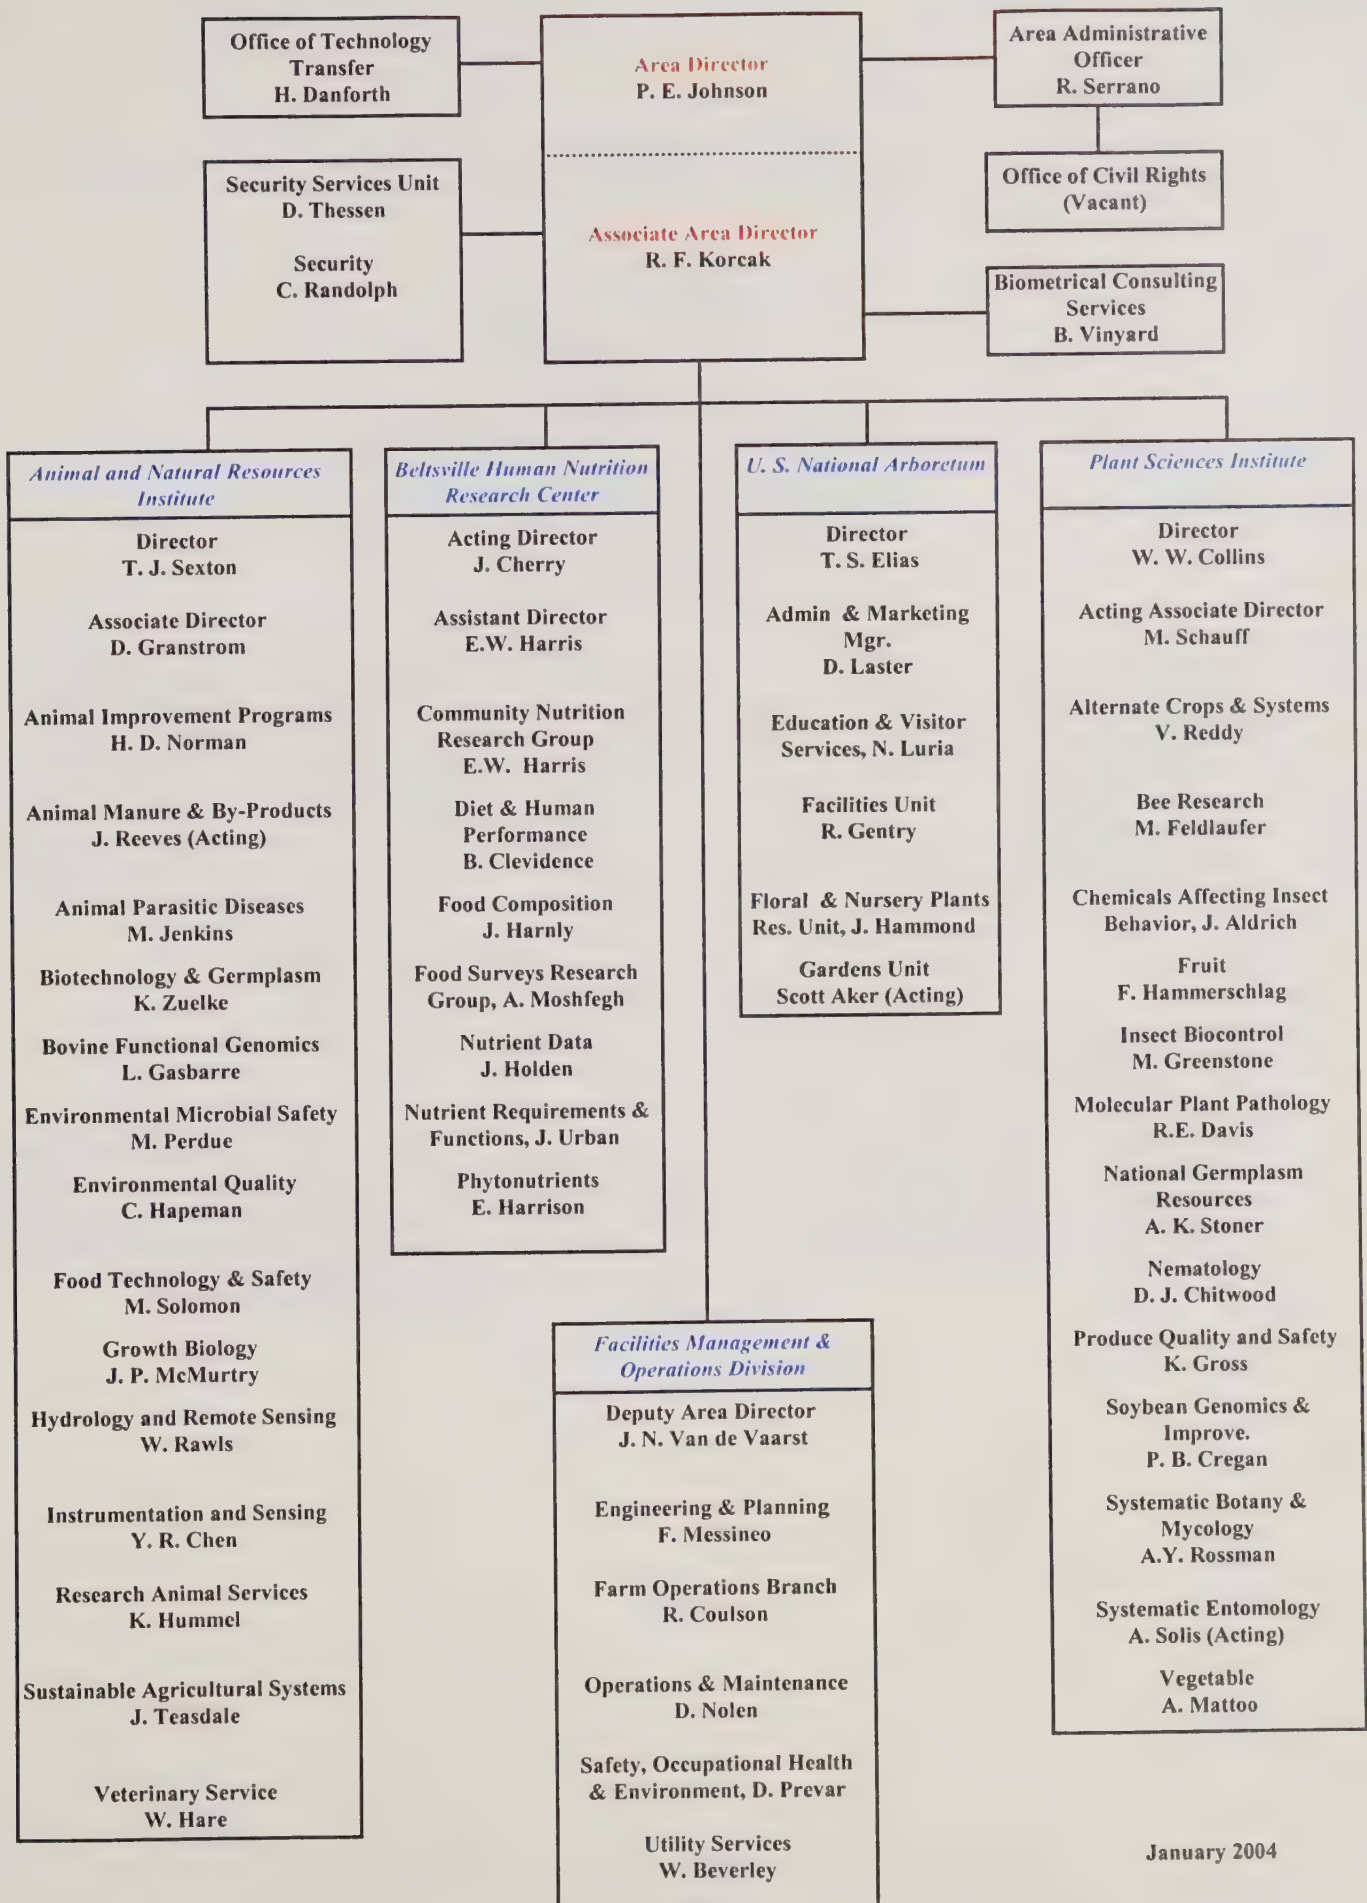 Office of Technology
Transfer
H. Danforth
Area Director
P. E. Johnson
Area Administrative
Officer
R. Serrano
Security Services Unit
D. Thessen
Security
C. Randolph
Associate Area Director
R. F. Korcak
Office of Civil Rights
(Vacant)
Biometrical Consulting
Services
B. Vinyard
Animal and Natural Resources
Institute
Director
T. J. Sexton
Associate Director
D. Granstrom
Animal Improvement Programs
H. D. Norman
Animal Manure & By-Products
J. Reeves (Acting)
Animal Parasitic Diseases
M. Jenkins
Biotechnology & Germplasm
K. Zuelke
Bovine Functional Genomics
L. Gasbarre
Environmental Microbial Safety
M. Perdue
Environmental Quality
C. Hapeman
Food Technology & Safety
M. Solomon
Growth Biology
J. P. McMurtry
Hydrology and Remote Sensing
W. Rawls
Instrumentation and Sensing
Y. R. Chen
Research Animal Services
K. Hummel
Sustainable Agricultural Systems
J. Teasdale
Veterinary Service
W. Hare
Beltsville Human Nutrition
Research Center
Acting Director
J. Cherry
Assistant Director
E.W. Harris
Community Nutrition
Research Group
E.W. Harris
Diet & Human
Performance
B. Clevidence
Food Composition
J. Harnly
Food Surveys Research
Group, A. Moshfegh
Nutrient Data
J. Holden
Nutrient Requirements &
Functions, J. Urban
Phytonutrients
E. Harrison
U. S. National Arboretum
Director
T. S. Elias
Admin & Marketing
Mgr.
D. Laster
Education & Visitor
Services, N. Luria
Facilities Unit
R. Gentry
Floral & Nursery Plants
Res. Unit, J. Hammond
Gardens Unit
Scott Aker (Acting)
Plant Sciences Institute
Director
W. W. Collins
Acting Associate Director
M. Schauff
Alternate Crops & Systems
V. Reddy
Bee Research
M. Feldlaufer
Chemicals Affecting Insect
Behavior, J. Aldrich
Fruit
F. Hammerschlag
Insect Biocontrol
M. Greenstone
Molecular Plant Pathology
R.E. Davis
National Germplasm
Resources
A. K. Stoner
Nematology
D. J. Chitwood
Produce Quality and Safety
K. Gross
Soybean Genomics &
Improve.
P. B. Cregan
Systematic Botany &
Mycology
A.Y. Rossman
Systematic Entomology
A. Solis (Acting)
Vegetable
A. Mattoo
Facilities Management &
Operations Division
Deputy Area Director
J. N. Van de Vaarst
Engineering & Planning
F. Messineo
Farm Operations Branch
R. Coulson
Operations & Maintenance
D. Nolen
Safety, Occupational Health
& Environment, D. Prevar
Utility Services
W. Beverley
January 2004